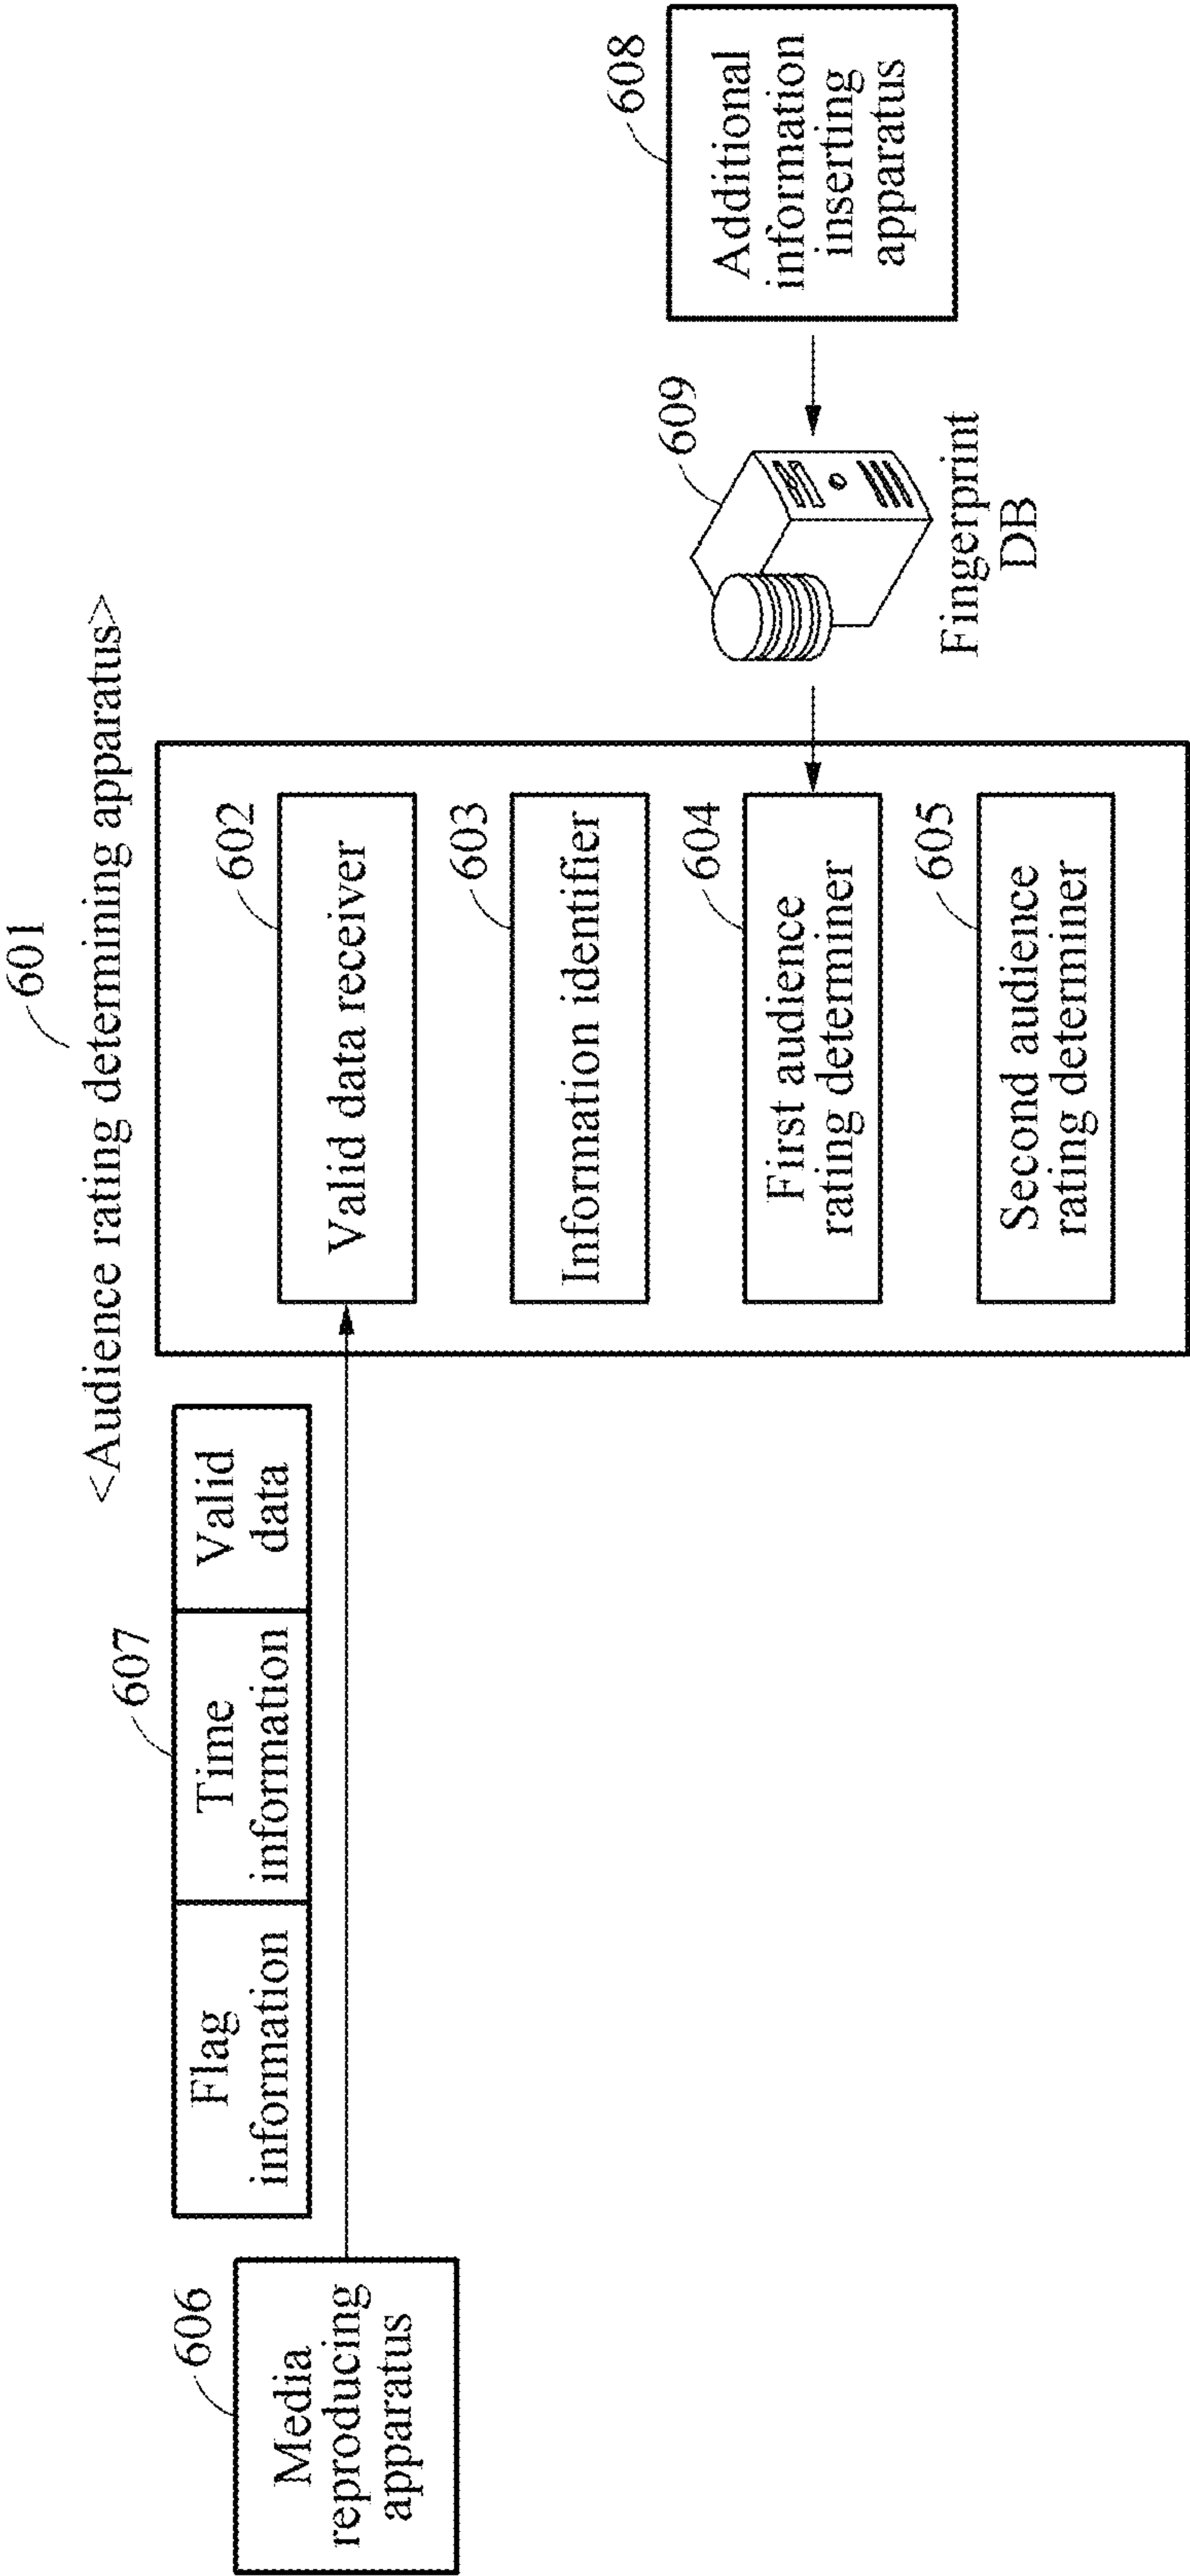 601
<Audience rating determining apparatus>
606
Media
reproducing
apparatus
607
Flag
information
Time
information
Valid
data
602
Valid data receiver
603
Information identifier
604
First audience
rating determiner
605
Second audience
rating determiner
609
Fingerprint
DB
608
Additional
information
inserting
apparatus